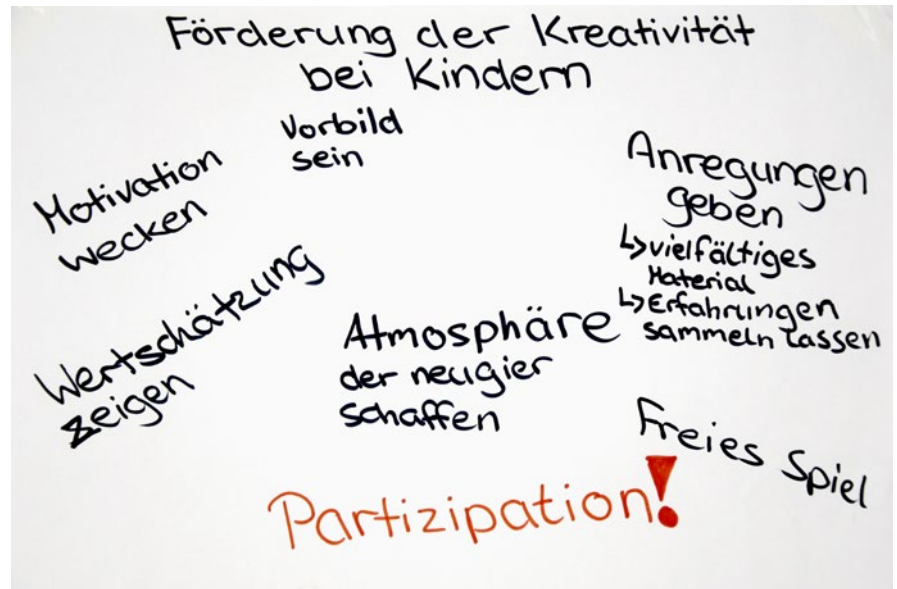 Förderung der Kreativität
bei Kindern
Vorbild
sein
Motivation
wecken
Anregungen
geben
↳ vielfältiges
Material
↳ Erfahrungen
sammeln lassen
Wertschätzung
zeigen
Atmosphäre
der neugier
schaffen
Freies Spiel
Partizipation!